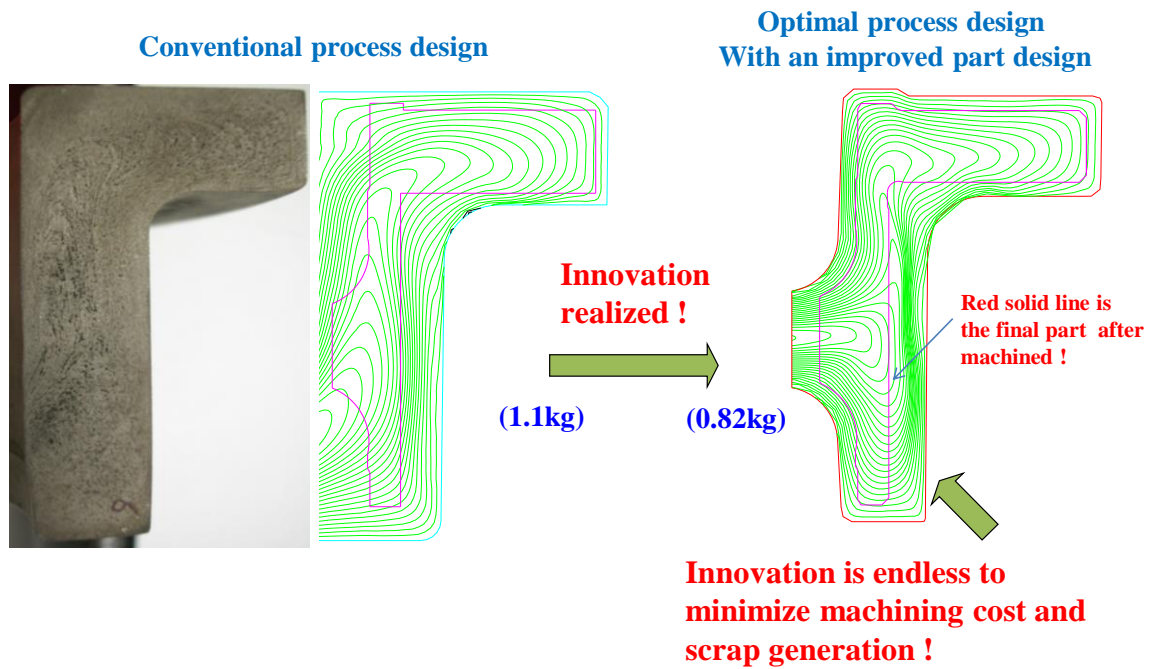 Conventional process design
Optimal process design
With an improved part design
Innovation
realized !
Red solid line is
the final part  after
machined !
(1.1kg)
(0.82kg)
Innovation is endless to
minimize machining cost and
scrap generation !